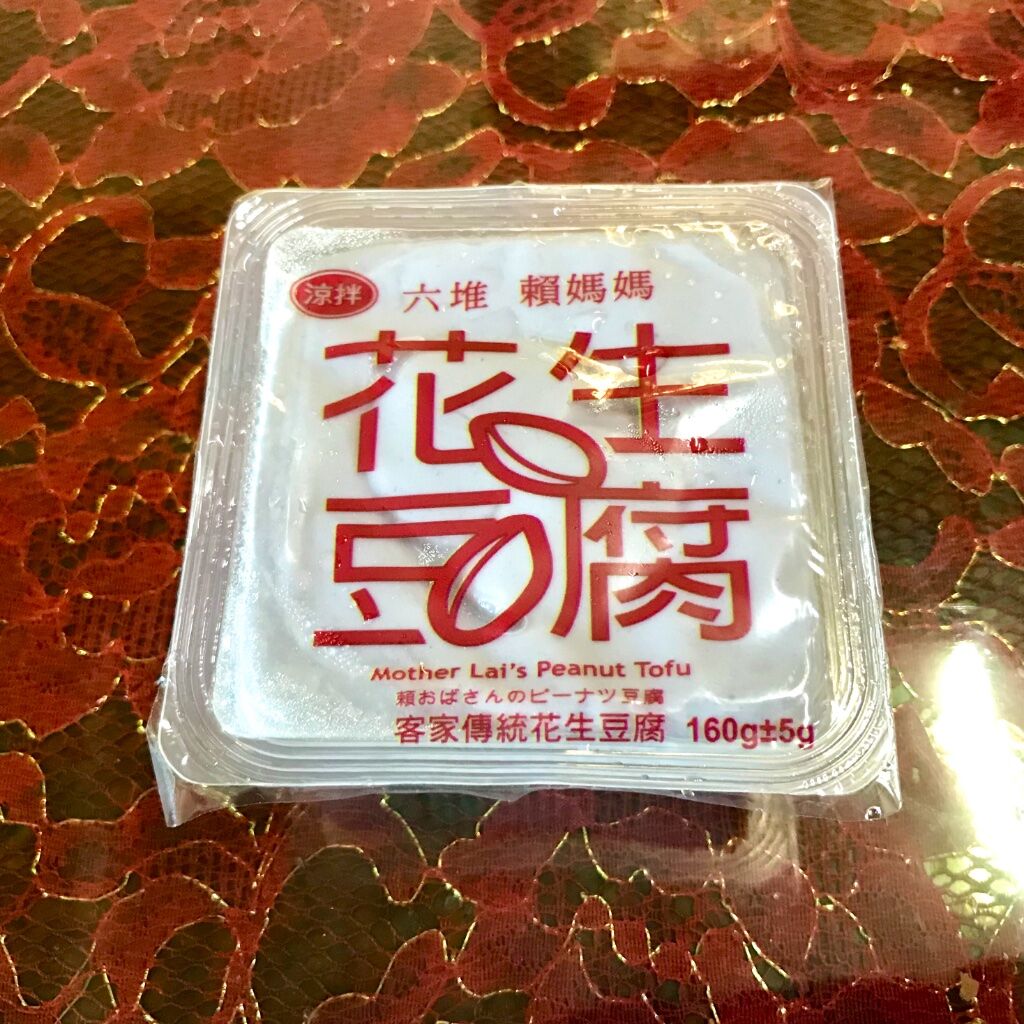 涼拌
六堆 賴媽媽
花生
豆腐
Mother Lai's Peanut Tofu
賴おばさんのピーナツ豆腐
客家傳統花生豆腐 160g±5g